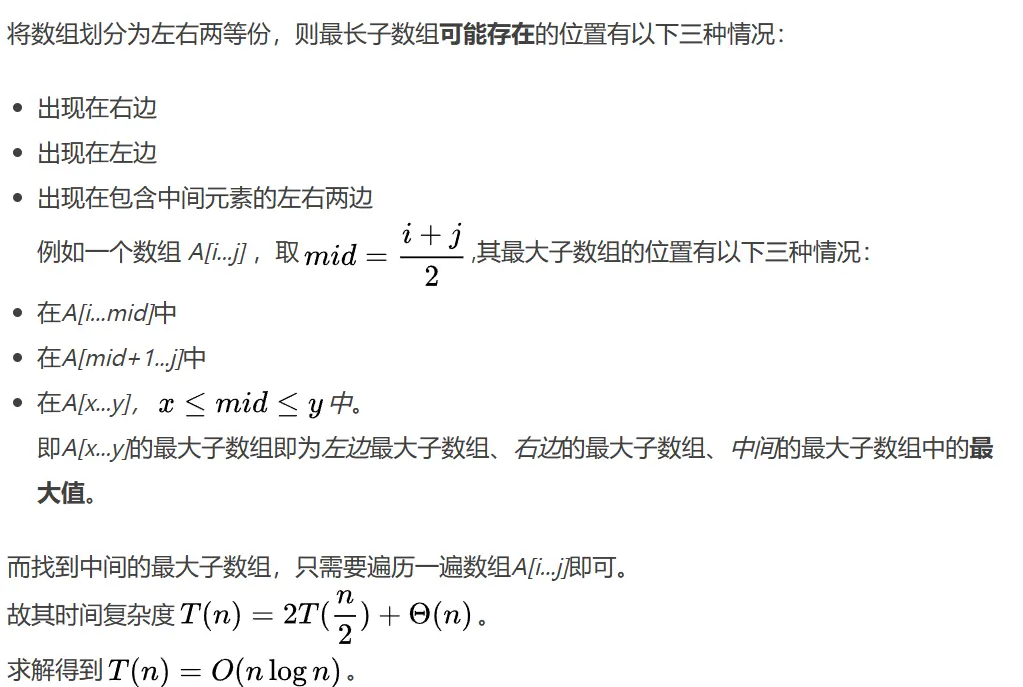 将数组划分为左右两等份，则最长子数组可能存在的位置有以下三种情况：
• 出现在右边
• 出现在左边
• 出现在包含中间元素的左右两边
例如一个数组 A[i...j] ，取 mid = \frac{i+j}{2} ,其最大子数组的位置有以下三种情况：
• 在A[i...mid]中
• 在A[mid+1...j]中
• 在A[x...y]， x ≤ mid ≤ y 中。
即A[x...y]的最大子数组即为左边最大子数组、右边的最大子数组、中间的最大子数组中的最
大值。
而找到中间的最大子数组，只需要遍历一遍数组A[i...j]即可。
故其时间复杂度 T(n) = 2T(\frac{n}{2}) + Θ(n) 。
求解得到 T(n) = O(n log n) 。